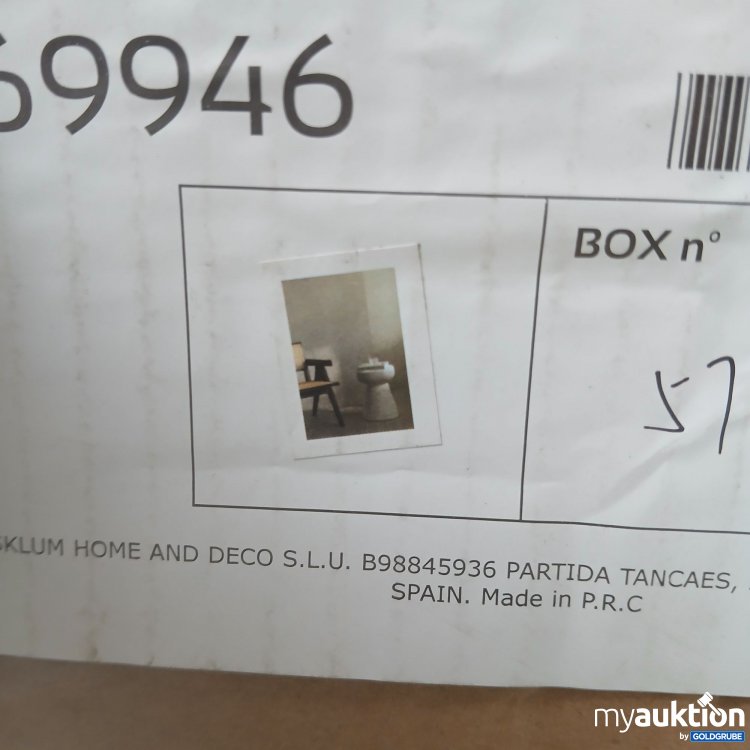 69946
BOX n°
57
SKLUM HOME AND DECO S.L.U. B98845936 PARTIDA TANCAES,
SPAIN. Made in P.R.C
myauktion
by GOLDGRUBE